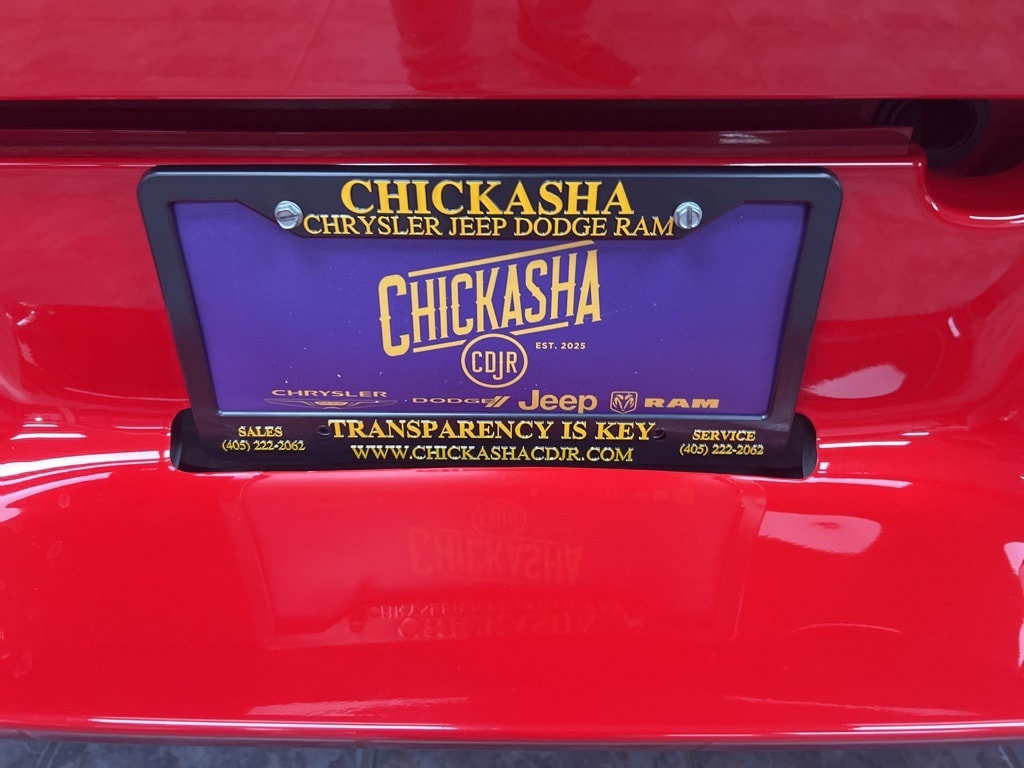 CHICKASHA
CHRYSLER JEEP DODGE RAM
CHICKASHA
EST. 2025
CDJR
CHRYSLER DODGE Jeep RAM
TRANSPARENCY IS KEY
SALES
(405) 222-2062
WWW.CHICKASHACDJR.COM
SERVICE
(405) 222-2062